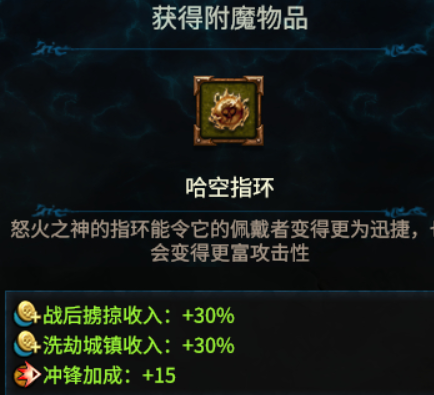 获得附魔物品
哈空指环
怒火之神的指环能令它的佩戴者变得更为迅捷，
会变得更富攻击性
战后掳掠收入：+30%
洗劫城镇收入：+30%
冲锋加成：+15